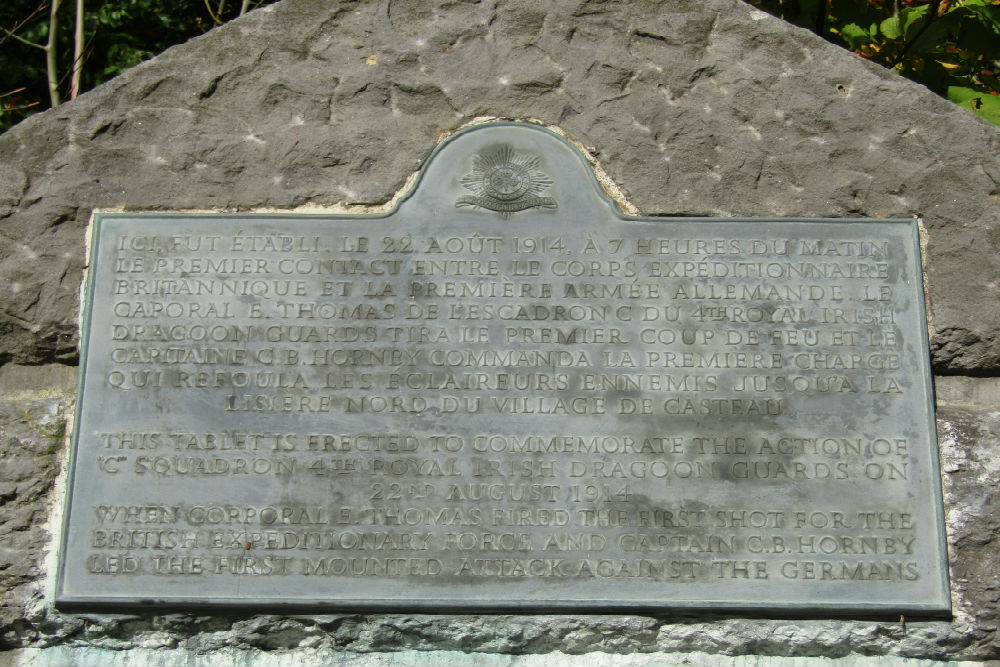 ICI, FUT ÉTABLI. LE 22 AOÛT 1914, À 7 HEURES DU MATIN
LE PREMIER CONTACT ENTRE LE CORPS EXPÉDITIONNAIRE
BRITANNIQUE ET LA PREMIÈRE ARMÉE ALLEMANDE. LE
CAPORAL E. THOMAS DE L'ESCADRON C DU 4TH ROYAL IRISH
DRAGOON GUARDS TIRA LE PREMIER COUP DE FEU ET LE
CAPITAINE C.B. HORNBY COMMANDA LA PREMIÈRE CHARGE
QUI REFOULA LES ÉCLAIREURS ENNEMIS JUSQU'À LA
LISIERE NORD DU VILLAGE DE CASTEAU.
THIS TABLET IS ERECTED TO COMMEMORATE THE ACTION OF
"C" SQUADRON 4TH ROYAL IRISH DRAGOON GUARDS ON
22ND AUGUST 1914
WHEN CORPORAL E. THOMAS FIRED THE FIRST SHOT FOR THE
BRITISH EXPEDITIONARY FORCE AND CAPTAIN C.B. HORNBY
LED THE FIRST MOUNTED ATTACK AGAINST THE GERMANS